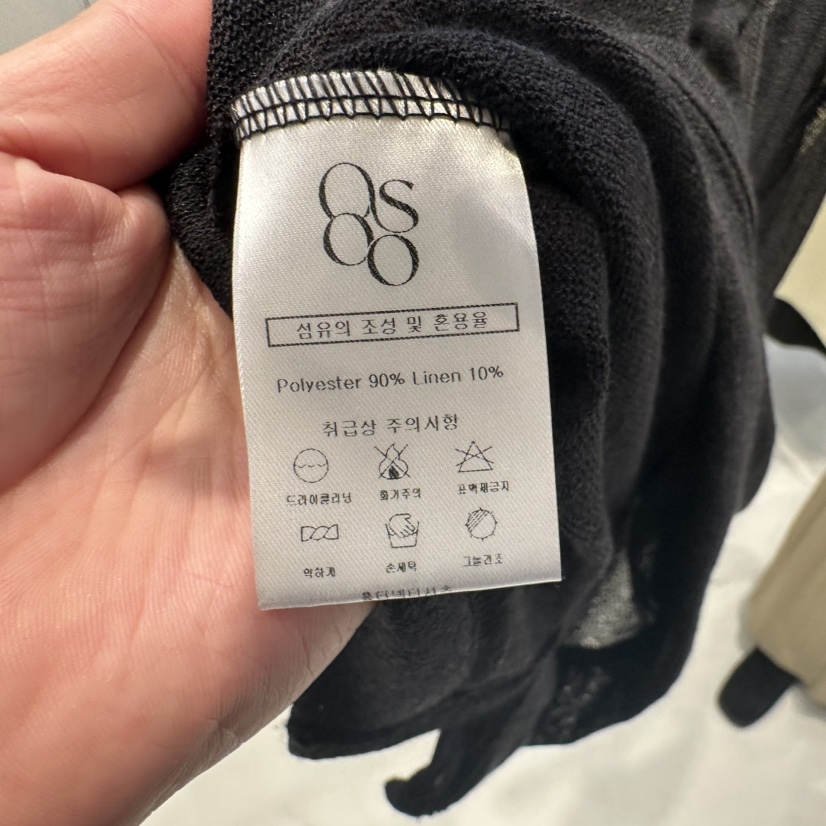 QS
OO
섬유의 조성 및 혼용율
Polyester 90% Linen 10%
취급상 주의사항
드라이클리닝 화기주의 표백제금지
약하게 손세탁 그늘건조